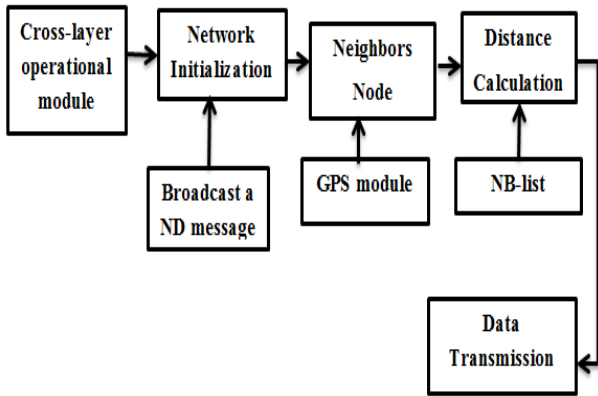 Cross-layer
operational
module
Network
Initialization
Neighbors
Node
Distance
Calculation
Broadcast a
ND message
GPS module
NB-list
Data
Transmission